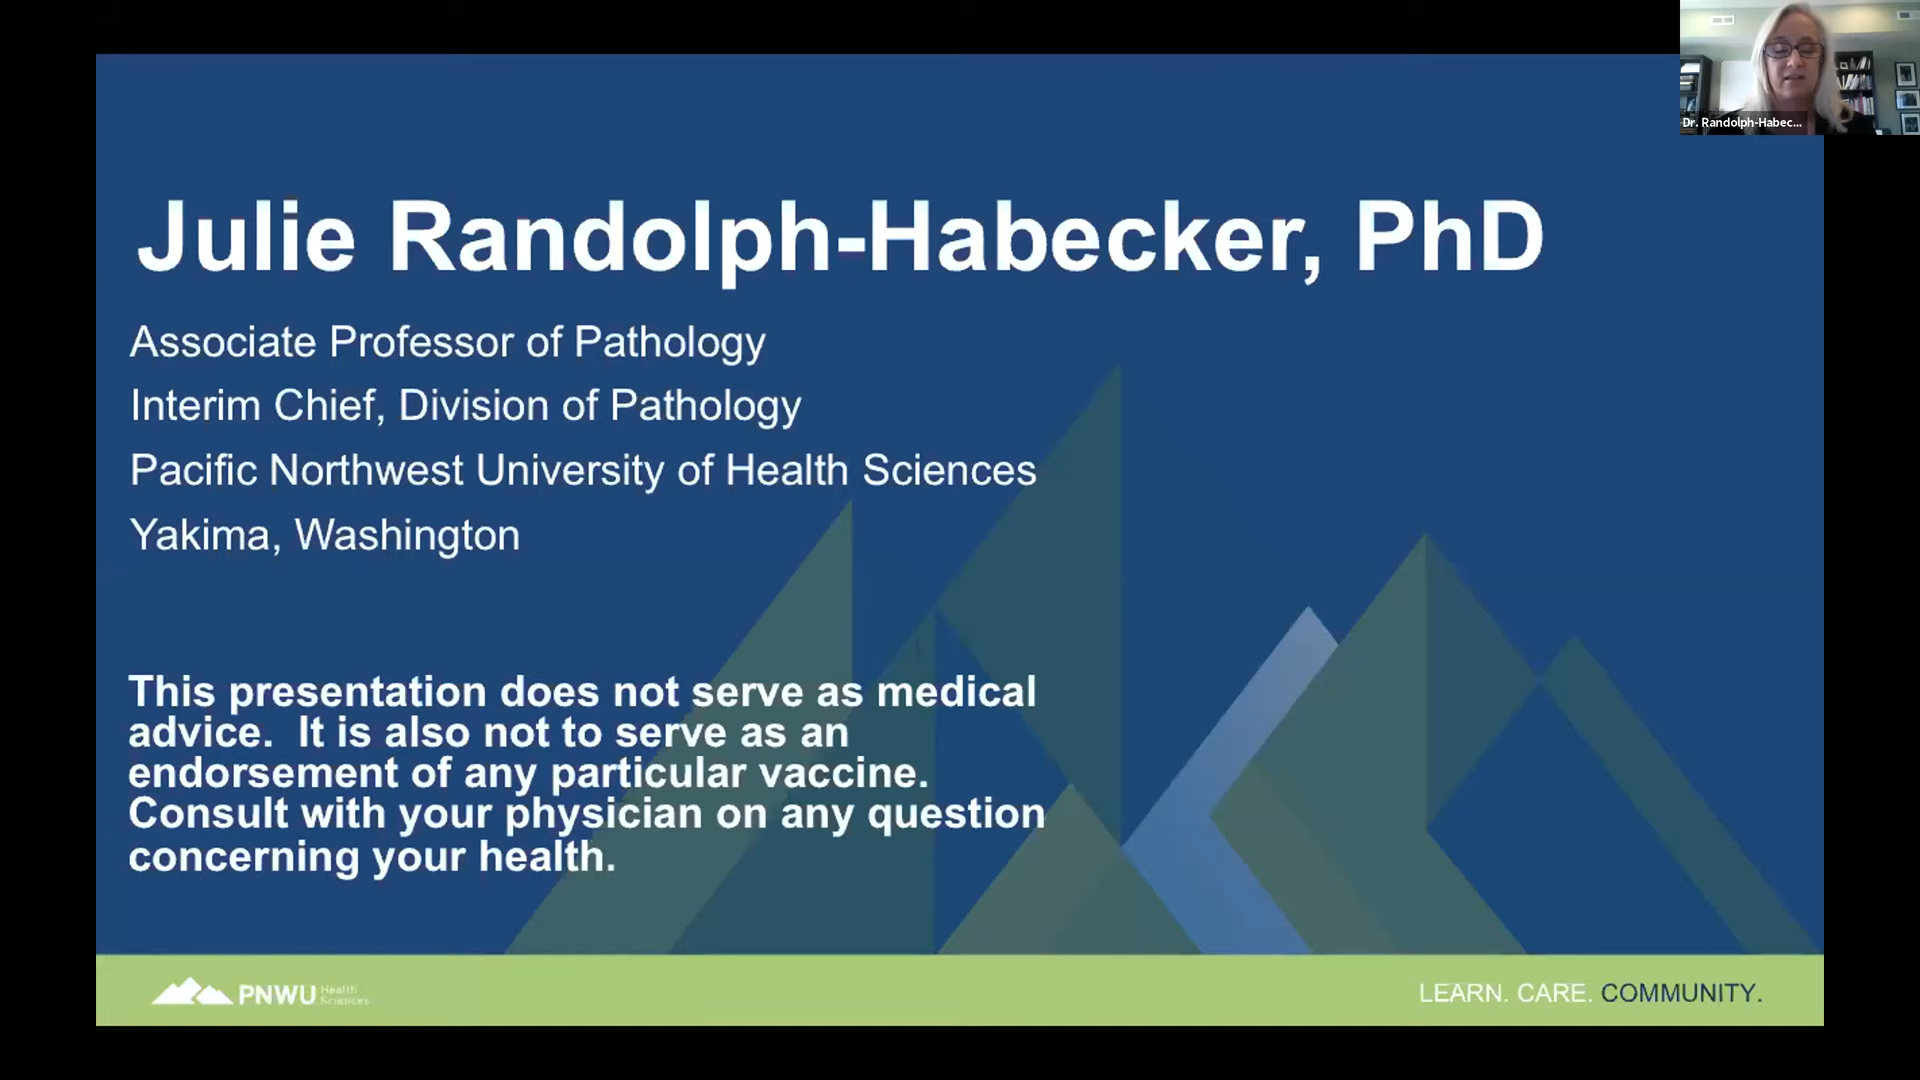 Dr. Randolph-Habec...
Julie Randolph-Habecker, PhD
Associate Professor of Pathology
Interim Chief, Division of Pathology
Pacific Northwest University of Health Sciences
Yakima, Washington
This presentation does not serve as medical
advice.  It is also not to serve as an
endorsement of any particular vaccine.
Consult with your physician on any question
concerning your health.
PNWU Health
Sciences
LEARN. CARE. COMMUNITY.